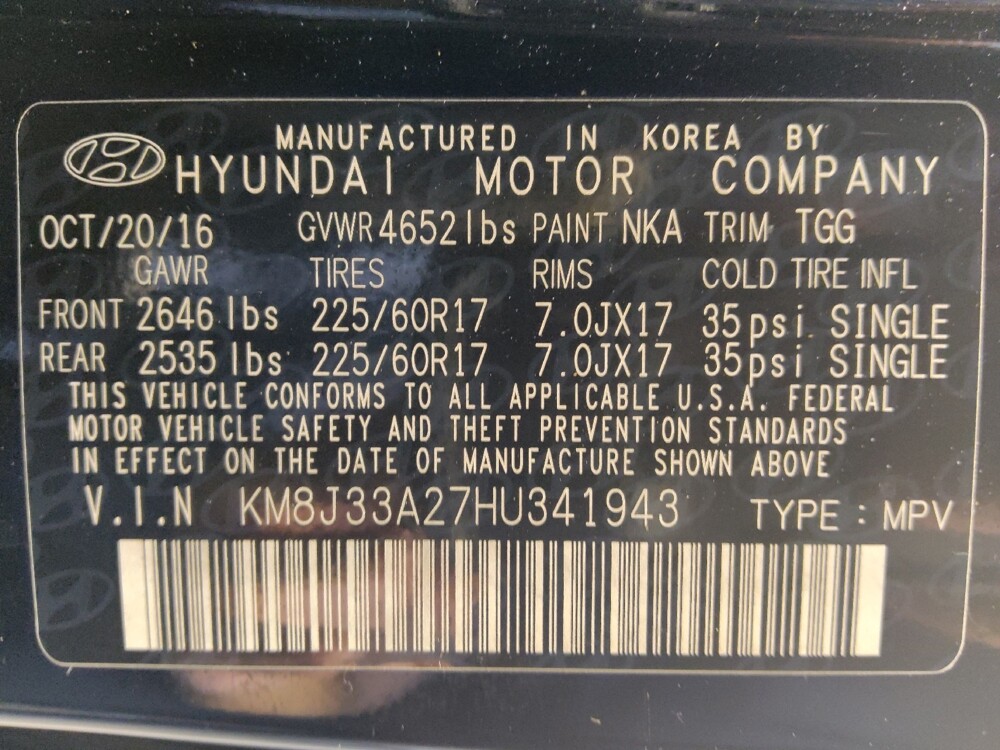 MANUFACTURED IN KOREA BY
HYUNDAI MOTOR COMPANY
OCT/20/16 GVWR 4652 lbs PAINT NKA TRIM TGG
GAWR TIRES RIMS COLD TIRE INFL
FRONT 2646 lbs 225/60R17 7.0JX17 35psi SINGLE
REAR 2535 lbs 225/60R17 7.0JX17 35psi SINGLE
THIS VEHICLE CONFORMS TO ALL APPLICABLE U.S.A. FEDERAL
MOTOR VEHICLE SAFETY AND THEFT PREVENTION STANDARDS
IN EFFECT ON THE DATE OF MANUFACTURE SHOWN ABOVE
V.I.N KM8J33A27HU341943 TYPE : MPV